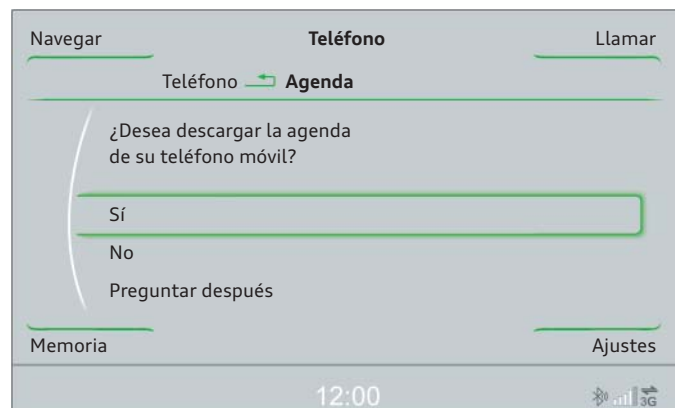 Navegar Teléfono Llamar
Teléfono Agenda
¿Desea descargar la agenda
de su teléfono móvil?
Sí
No
Preguntar después
Memoria Ajustes
12:00 3G